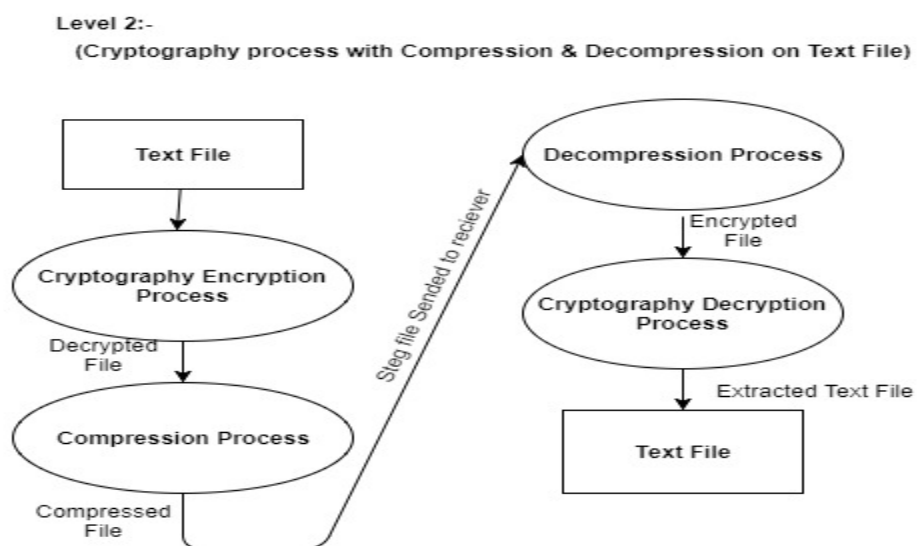 Level 2:-
(Cryptography process with Compression & Decompression on Text File)
Text File
Cryptography Encryption
Process
Decrypted
File
Compression Process
Compressed
File
Steg file Sended to reciever
Decompression Process
Encrypted
File
Cryptography Decryption
Process
Extracted Text File
Text File